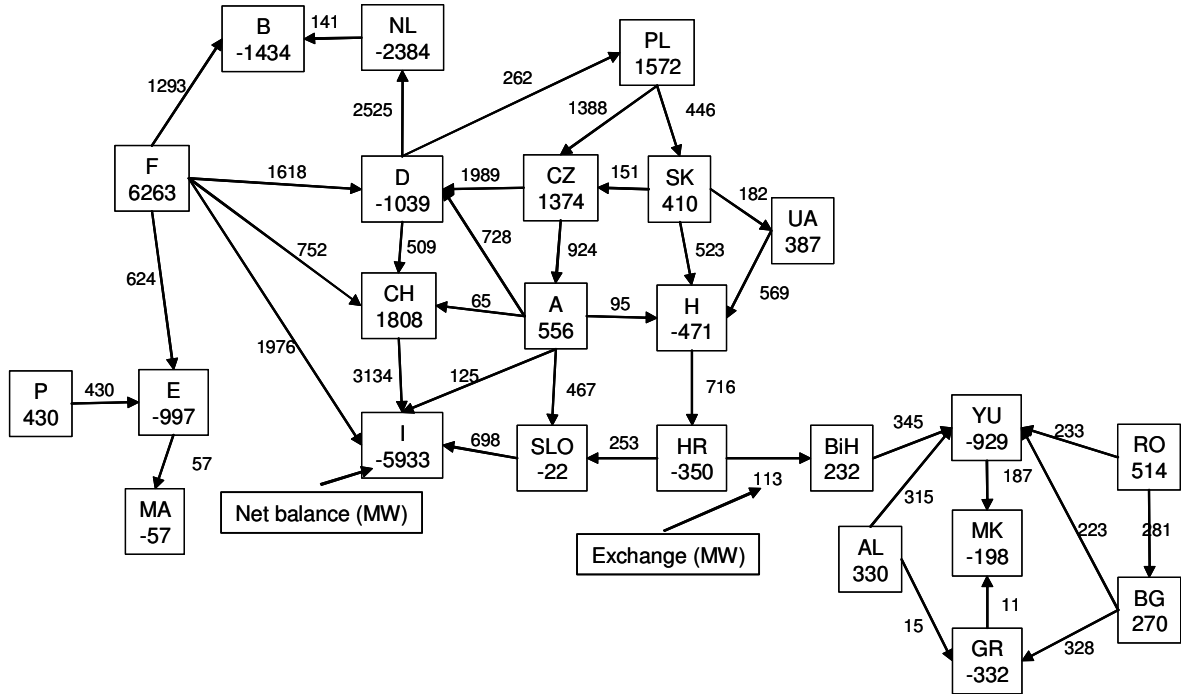 B
-1434
141
NL
-2384
PL
1572
1293
2525
262
1388
446
F
6263
1618
D
-1039
1989
CZ
1374
151
SK
410
182
UA
387
624
752
509
728
924
523
569
CH
1808
65
A
556
95
H
-471
1976
3134
125
467
716
P
430
430
E
-997
57
MA
-57
I
-5933
698
SLO
-22
253
HR
-350
113
BiH
232
345
YU
-929
233
RO
514
Net balance (MW)
Exchange (MW)
315
187
223
281
AL
330
MK
-198
15
11
328
GR
-332
BG
270